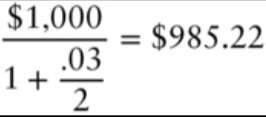 $1,000
1 + .03
2
= $985.22